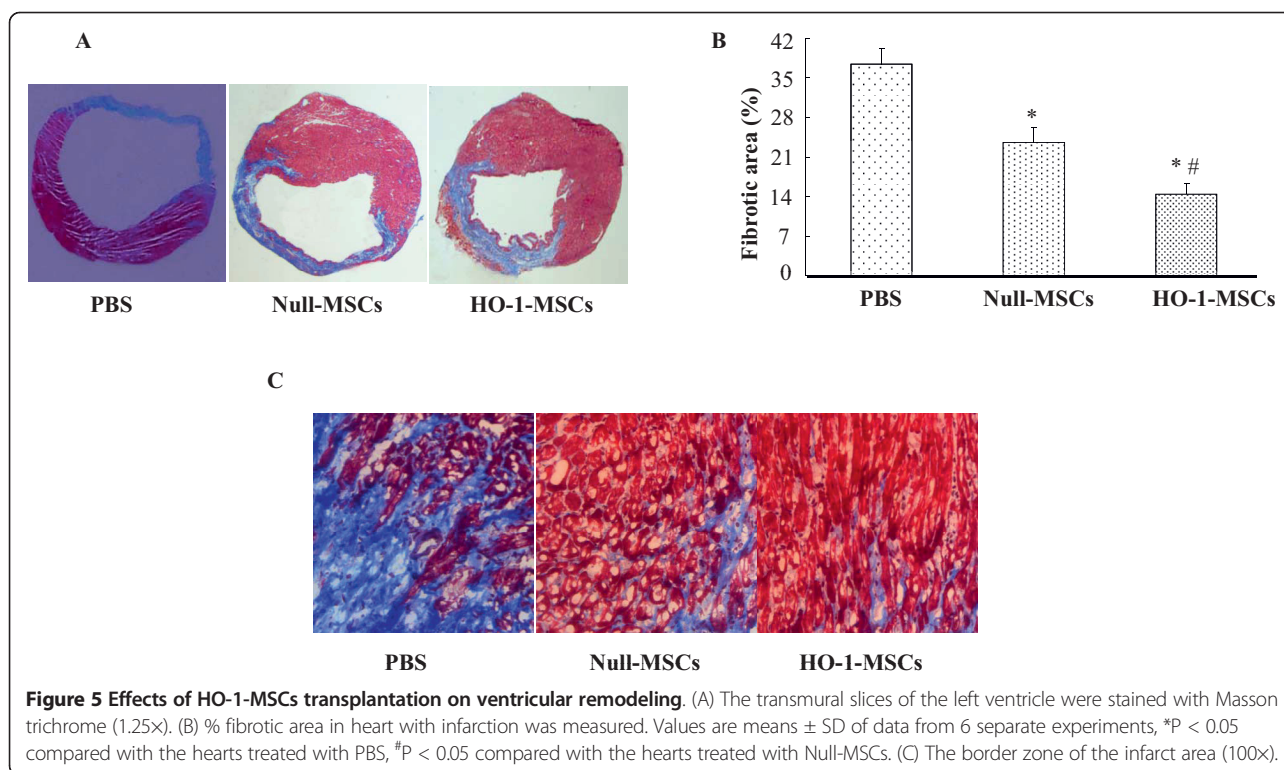 A
B
42
35
28
21
14
7
0
Fibrotic area (%)
*
* #
PBS
Null-MSCs
HO-1-MSCs
PBS
Null-MSCs
HO-1-MSCs
C
PBS
Null-MSCs
HO-1-MSCs
Figure 5 Effects of HO-1-MSCs transplantation on ventricular remodeling. (A) The transmural slices of the left ventricle were stained with Masson
trichrome (1.25×). (B) % fibrotic area in heart with infarction was measured. Values are means ± SD of data from 6 separate experiments, *P < 0.05
compared with the hearts treated with PBS, #P < 0.05 compared with the hearts treated with Null-MSCs. (C) The border zone of the infarct area (100×).